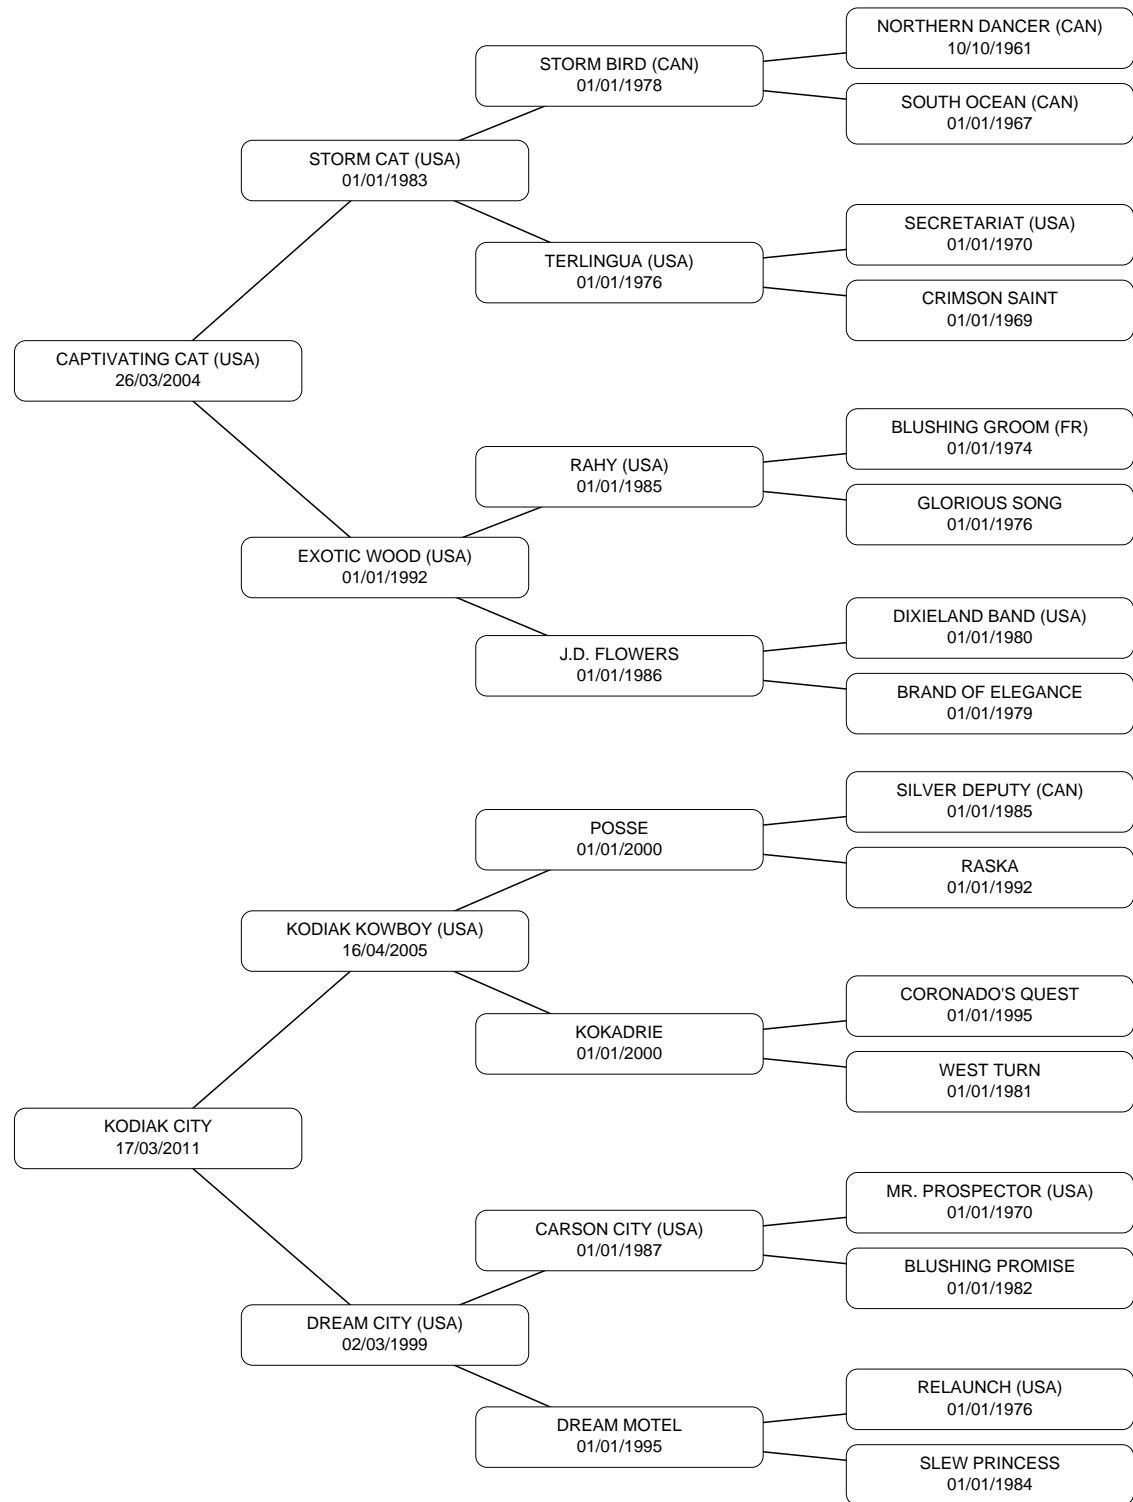 NORTHERN DANCER (CAN)
10/10/1961
STORM BIRD (CAN)
01/01/1978
SOUTH OCEAN (CAN)
01/01/1967
STORM CAT (USA)
01/01/1983
SECRETARIAT (USA)
01/01/1970
TERLINGUA (USA)
01/01/1976
CRIMSON SAINT
01/01/1969
CAPTIVATING CAT (USA)
26/03/2004
BLUSHING GROOM (FR)
01/01/1974
RAHY (USA)
01/01/1985
GLORIOUS SONG
01/01/1976
EXOTIC WOOD (USA)
01/01/1992
DIXIELAND BAND (USA)
01/01/1980
J.D. FLOWERS
01/01/1986
BRAND OF ELEGANCE
01/01/1979
SILVER DEPUTY (CAN)
01/01/1985
POSSE
01/01/2000
RASKA
01/01/1992
KODIAK KOWBOY (USA)
16/04/2005
CORONADO'S QUEST
01/01/1995
KOKADRIE
01/01/2000
WEST TURN
01/01/1981
KODIAK CITY
17/03/2011
MR. PROSPECTOR (USA)
01/01/1970
CARSON CITY (USA)
01/01/1987
BLUSHING PROMISE
01/01/1982
DREAM CITY (USA)
02/03/1999
RELAUNCH (USA)
01/01/1976
DREAM MOTEL
01/01/1995
SLEW PRINCESS
01/01/1984